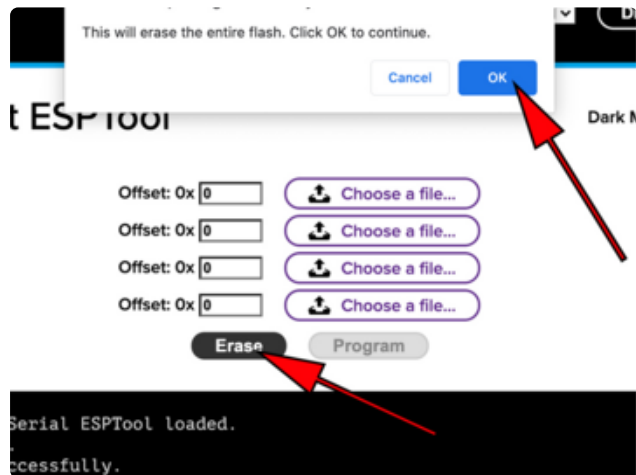 This will erase the entire flash. Click OK to continue.
Cancel OK
t ESPTool
Dark M
Offset: 0x 0 Choose a file...
Offset: 0x 0 Choose a file...
Offset: 0x 0 Choose a file...
Offset: 0x 0 Choose a file...
Erase Program
Serial ESPTool loaded.
.
ccessfully.